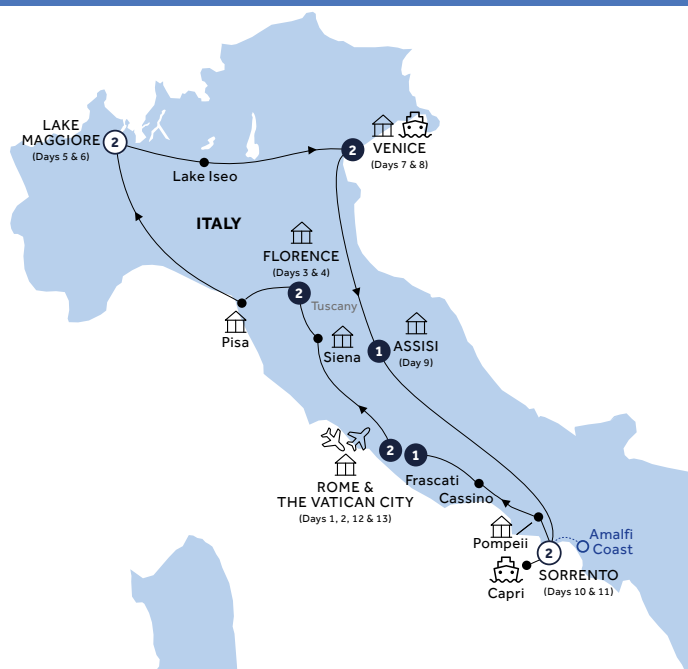 LAKE
MAGGIORE
(Days 5 & 6)
2
Lake Iseo
2
VENICE
(Days 7 & 8)
ITALY
FLORENCE
(Days 3 & 4)
2
Tuscany
Pisa
Siena
1
ASSISI
(Day 9)
2
1
ROME &
THE VATICAN CITY
(Days 1, 2, 12 & 13)
Frascati
Cassino
Pompeii
Amalfi
Coast
2
SORRENTO
(Days 10 & 11)
Capri